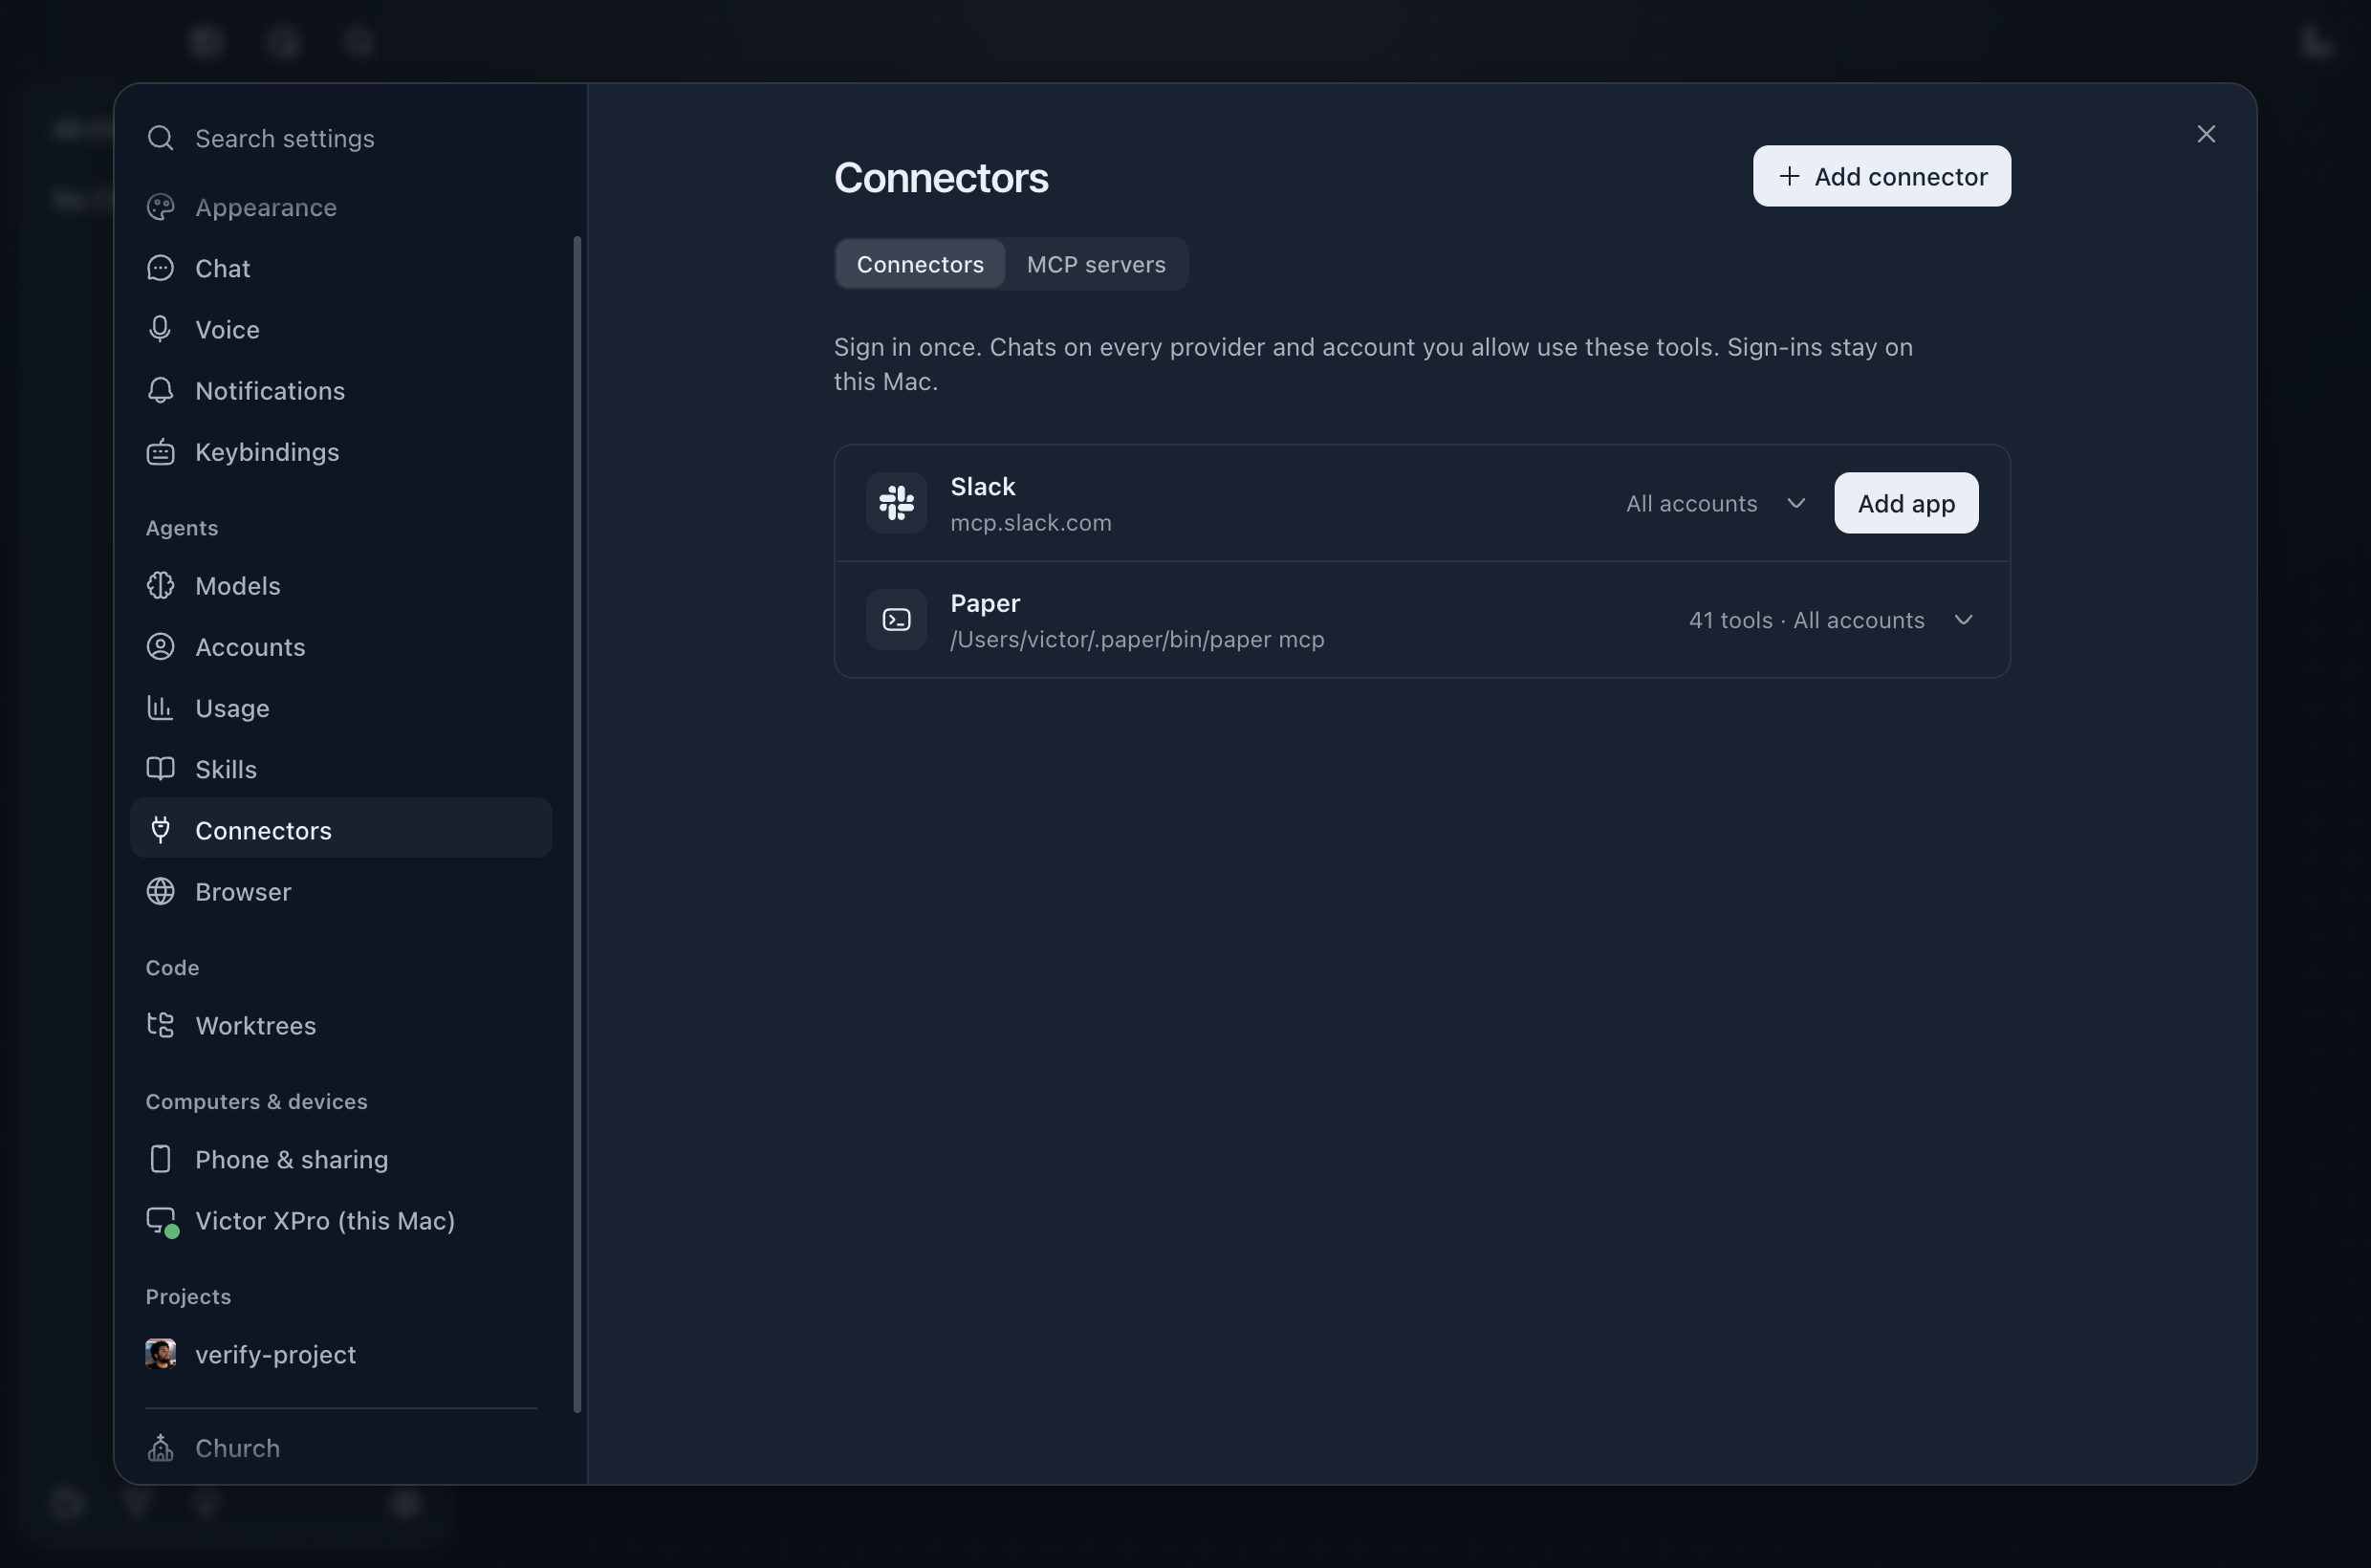 Search settings
Appearance
Chat
Voice
Notifications
Keybindings
Agents
Models
Accounts
Usage
Skills
Connectors
Browser
Code
Worktrees
Computers & devices
Phone & sharing
Victor XPro (this Mac)
Projects
verify-project
Church
Connectors
Add connector
Connectors
MCP servers
Sign in once. Chats on every provider and account you allow use these tools. Sign-ins stay on
this Mac.
Slack
mcp.slack.com
All accounts
Add app
Paper
/Users/victor/.paper/bin/paper mcp
41 tools · All accounts